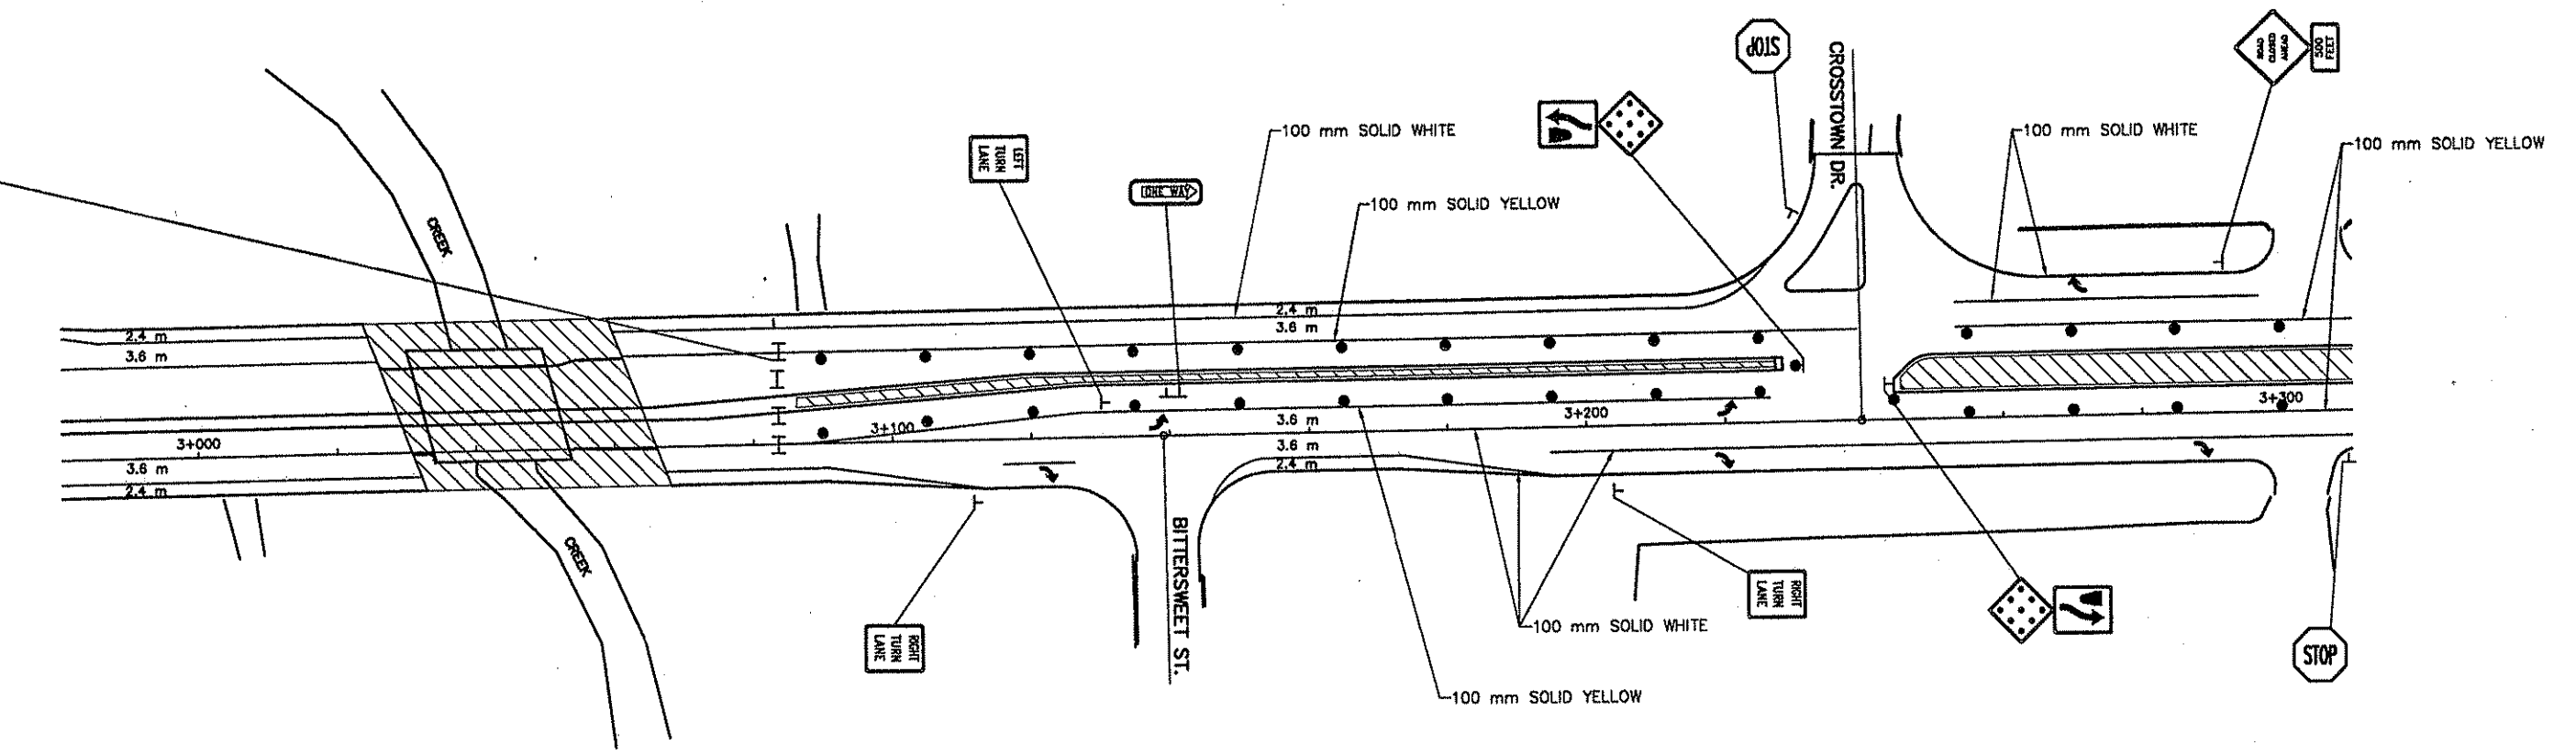 STOP
CROSSTOWN DR.
ROAD
CLOSED
AHEAD
500
FEET
100 mm SOLID WHITE
100 mm SOLID WHITE
100 mm SOLID YELLOW
LEFT
TURN
LANE
ONE WAY
100 mm SOLID YELLOW
CREEK
2.4 m
3.6 m
2.4 m
3.6 m
3+000
3+100
3+200
3+300
3.6 m
2.4 m
3.6 m
3.6 m
2.4 m
CREEK
BITTERSWEET ST.
RIGHT
TURN
LANE
RIGHT
TURN
LANE
100 mm SOLID WHITE
STOP
100 mm SOLID YELLOW